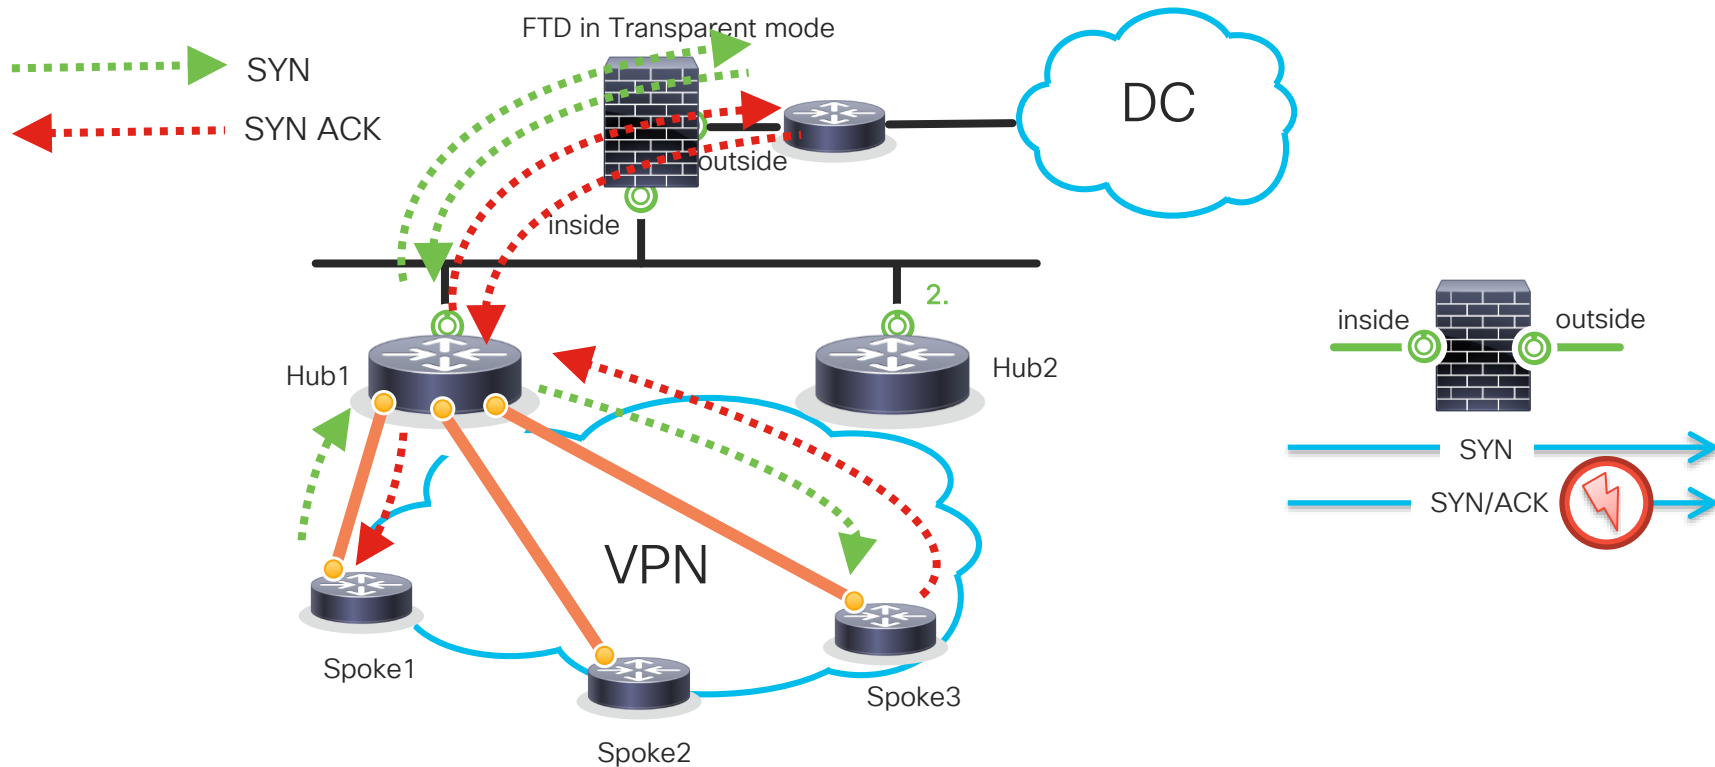 FTD in Transparent mode
SYN
SYN ACK
DC
outside
inside
2.
Hub1
Hub2
inside
outside
SYN
SYN/ACK
VPN
Spoke1
Spoke3
Spoke2